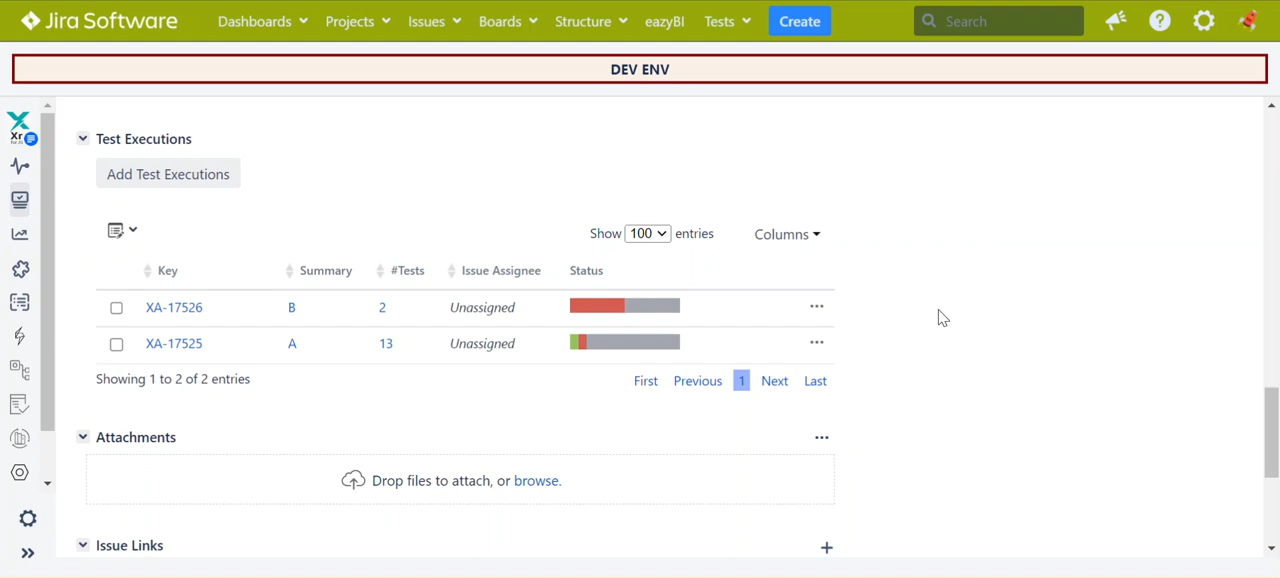 Jira Software Dashboards Projects Issues Boards Structure eazyBI Tests Create Search
DEV ENV
Xr
Test Executions
Add Test Executions
Show 100 entries Columns
Key Summary #Tests Issue Assignee Status
XA-17526 B 2 Unassigned
XA-17525 A 13 Unassigned
Showing 1 to 2 of 2 entries First Previous 1 Next Last
Attachments
Drop files to attach, or browse.
Issue Links